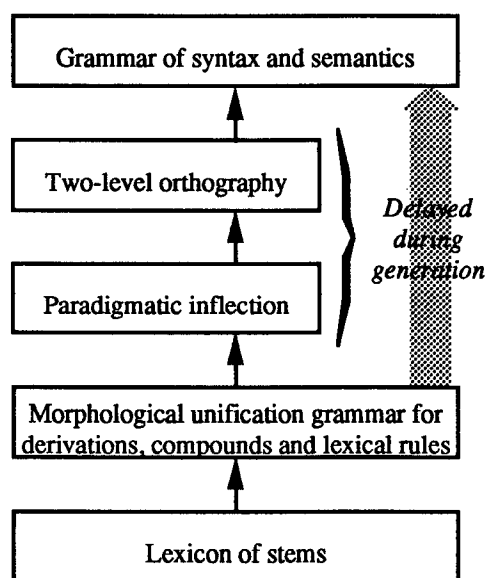 Grammar of syntax and semantics
Two-level orthography
Delayed
during
generation
Paradigmatic inflection
Morphological unification grammar for
derivations, compounds and lexical rules
Lexicon of stems